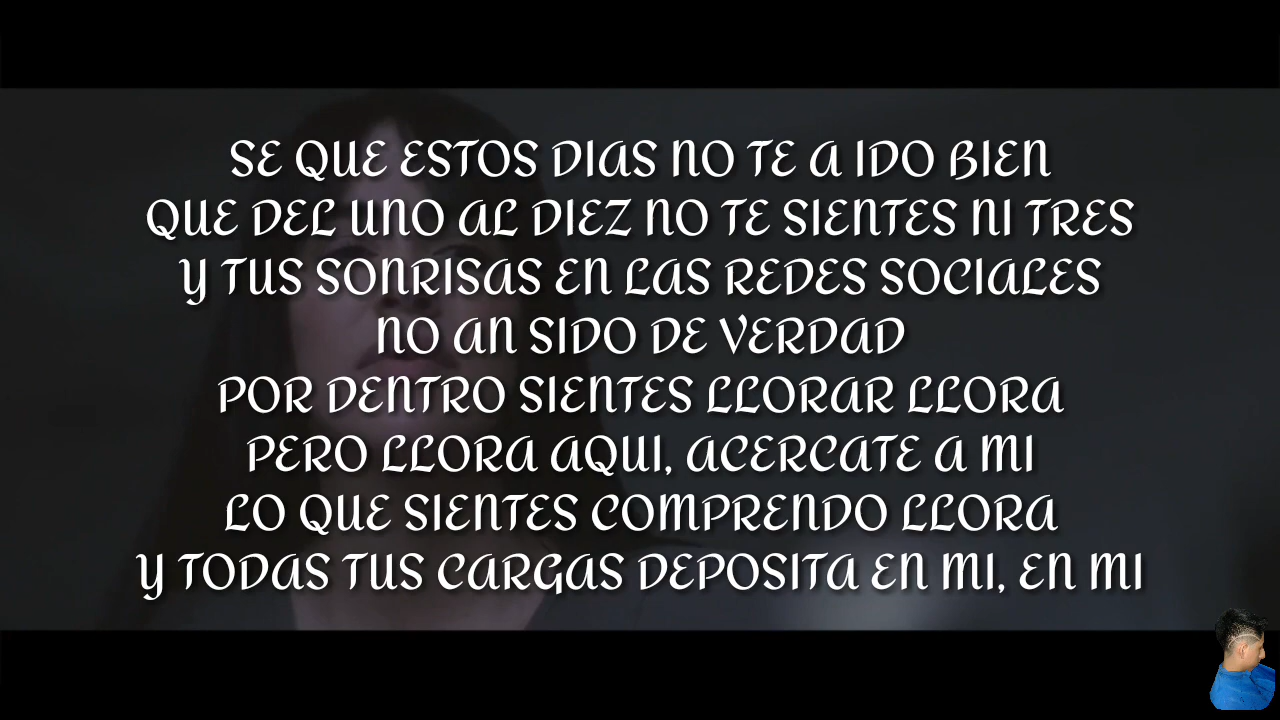 SE QUE ESTOS DIAS NO TE A IDO BIEN
QUE DEL UNO AL DIEZ NO TE SIENTES NI TRES
Y TUS SONRISAS EN LAS REDES SOCIALES
NO AN SIDO DE VERDAD
POR DENTRO SIENTES LLORAR LLORA
PERO LLORA AQUI, ACERCATE A MI
LO QUE SIENTES COMPRENDO LLORA
Y TODAS TUS CARGAS DEPOSITA EN MI, EN MI